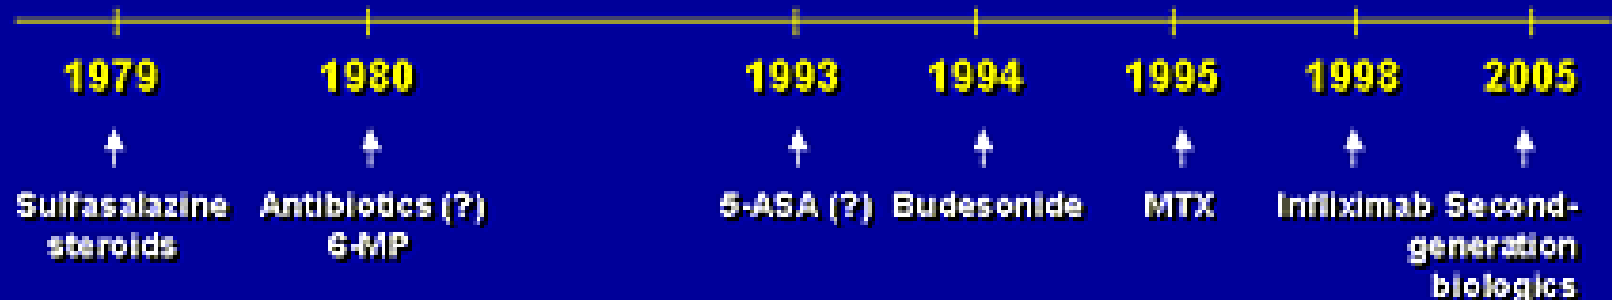 1979 1980 1993 1994 1995 1998 2005
Sulfasalazine Antibiotics (?) 5-ASA (?) Budesonide MTX Infliximab Second-
steroids 6-MP generation
biologics